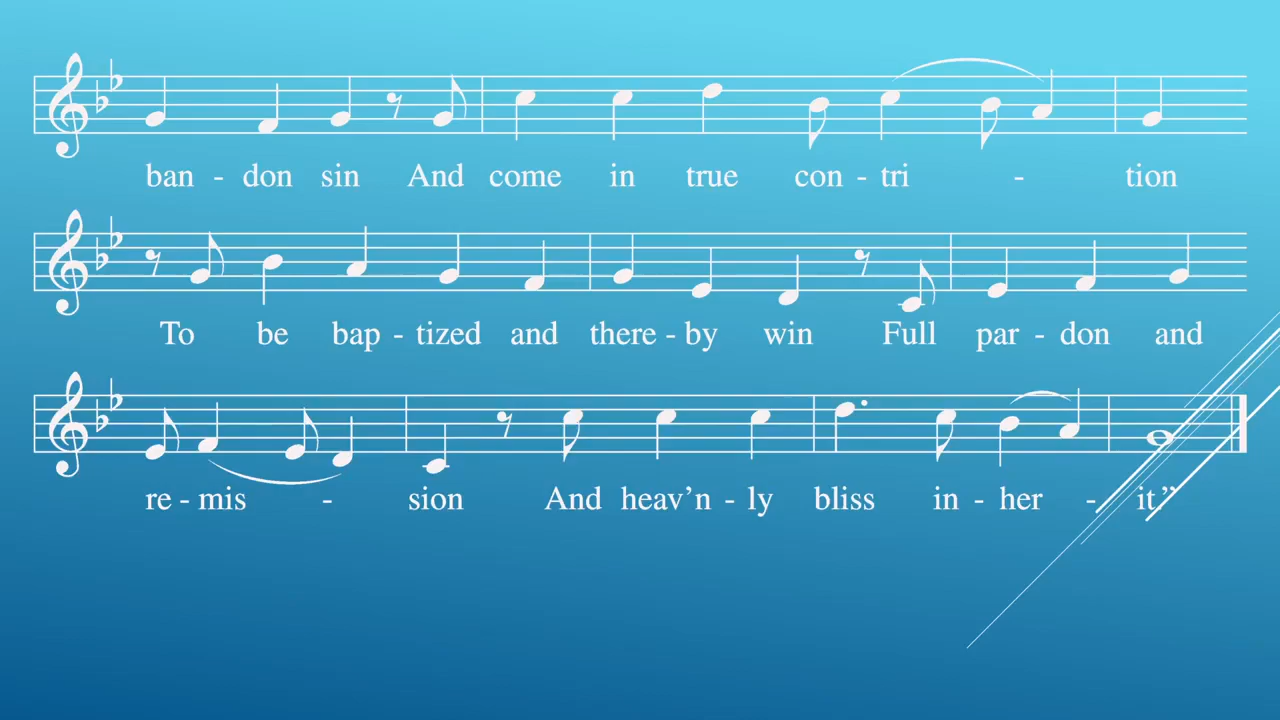 ban - don sin And come in true con - tri - tion
To be bap - tized and there - by win Full par - don and
re - mis - sion And heav’n - ly bliss in - her - it.”